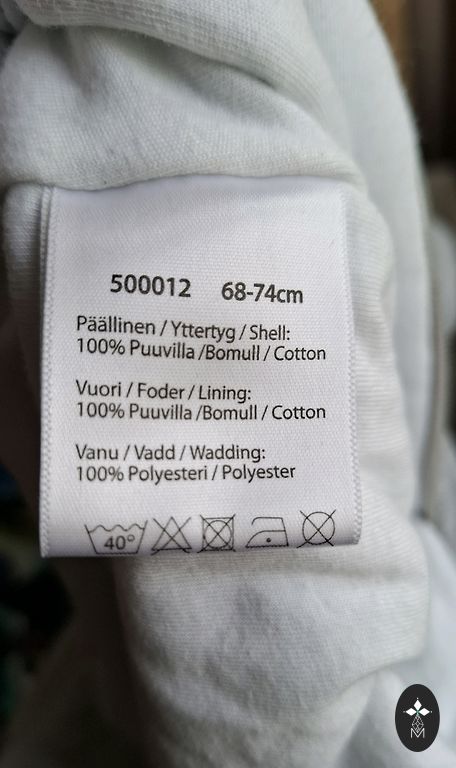 500012 68-74cm
Päällinen / Yttertyg / Shell:
100% Puuvilla /Bomull / Cotton
Vuori / Foder / Lining:
100% Puuvilla /Bomull / Cotton
Vanu / Vadd / Wadding:
100% Polyesteri / Polyester
40°
M